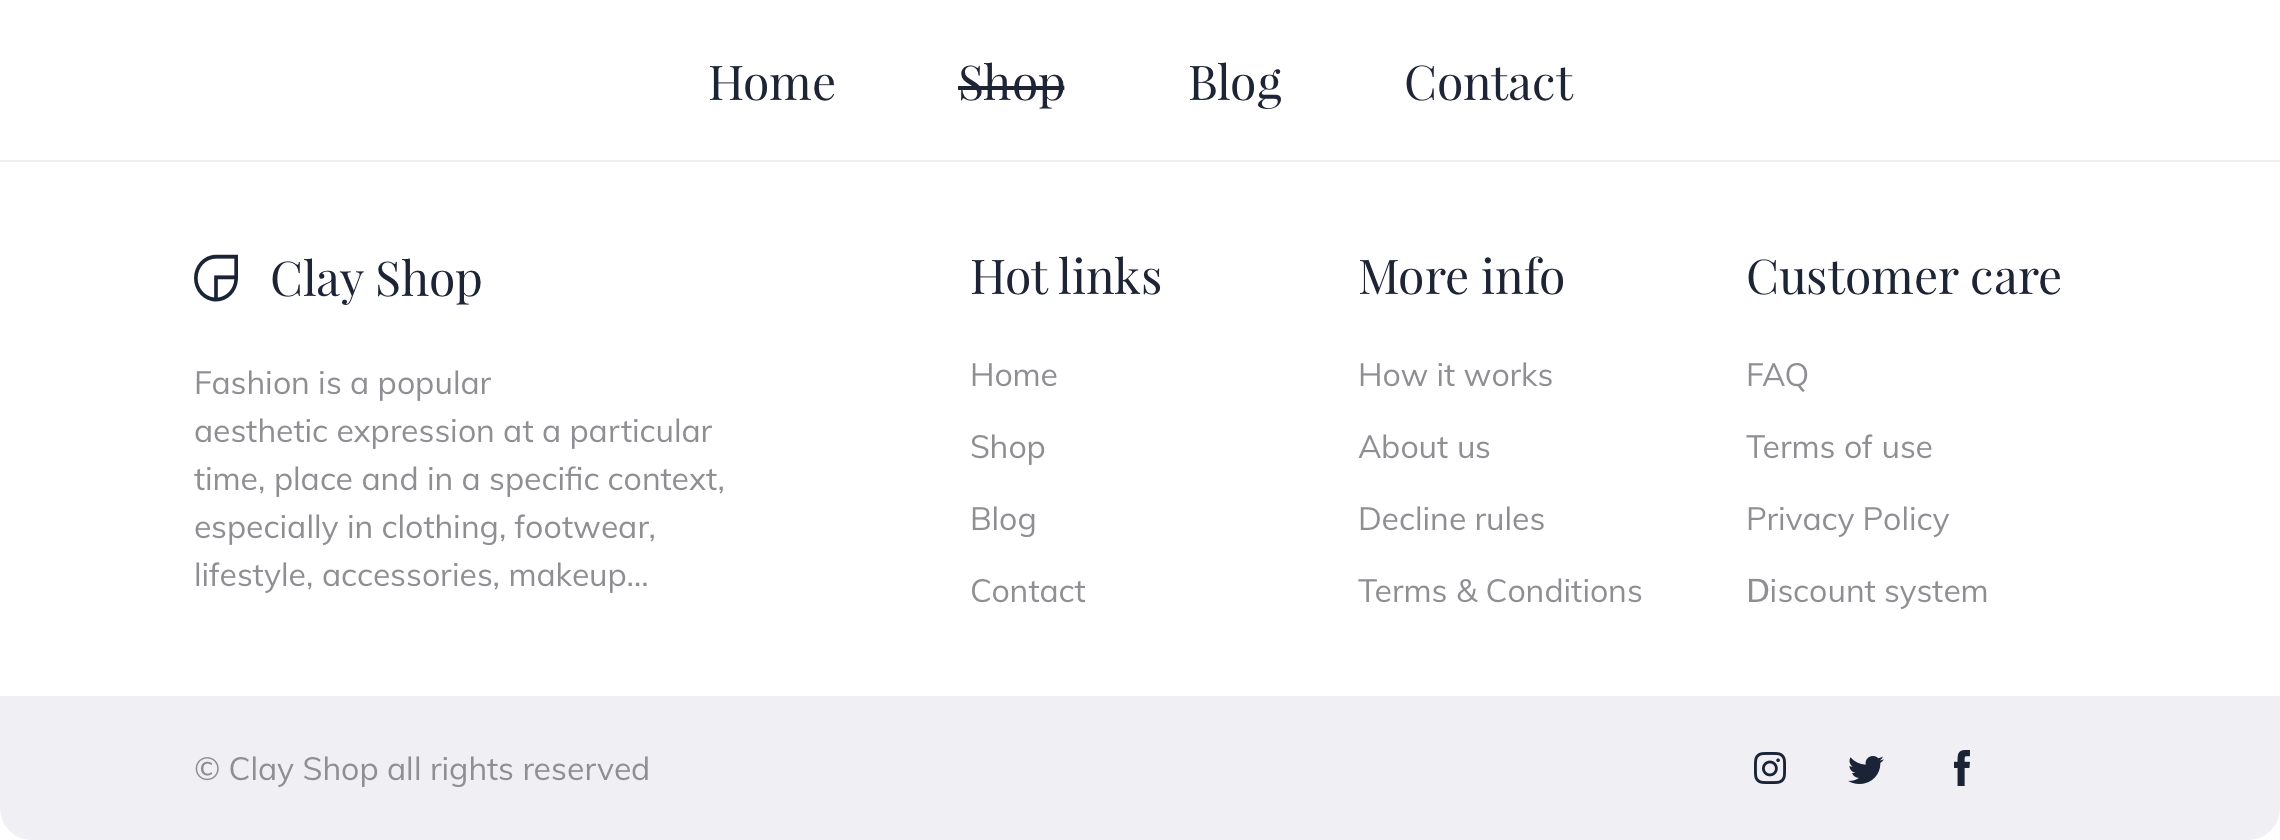 Home Shop Blog Contact
Clay Shop
Fashion is a popular
aesthetic expression at a particular
time, place and in a specific context,
especially in clothing, footwear,
lifestyle, accessories, makeup...
Hot links
Home
Shop
Blog
Contact
More info
How it works
About us
Decline rules
Terms & Conditions
Customer care
FAQ
Terms of use
Privacy Policy
Discount system
© Clay Shop all rights reserved